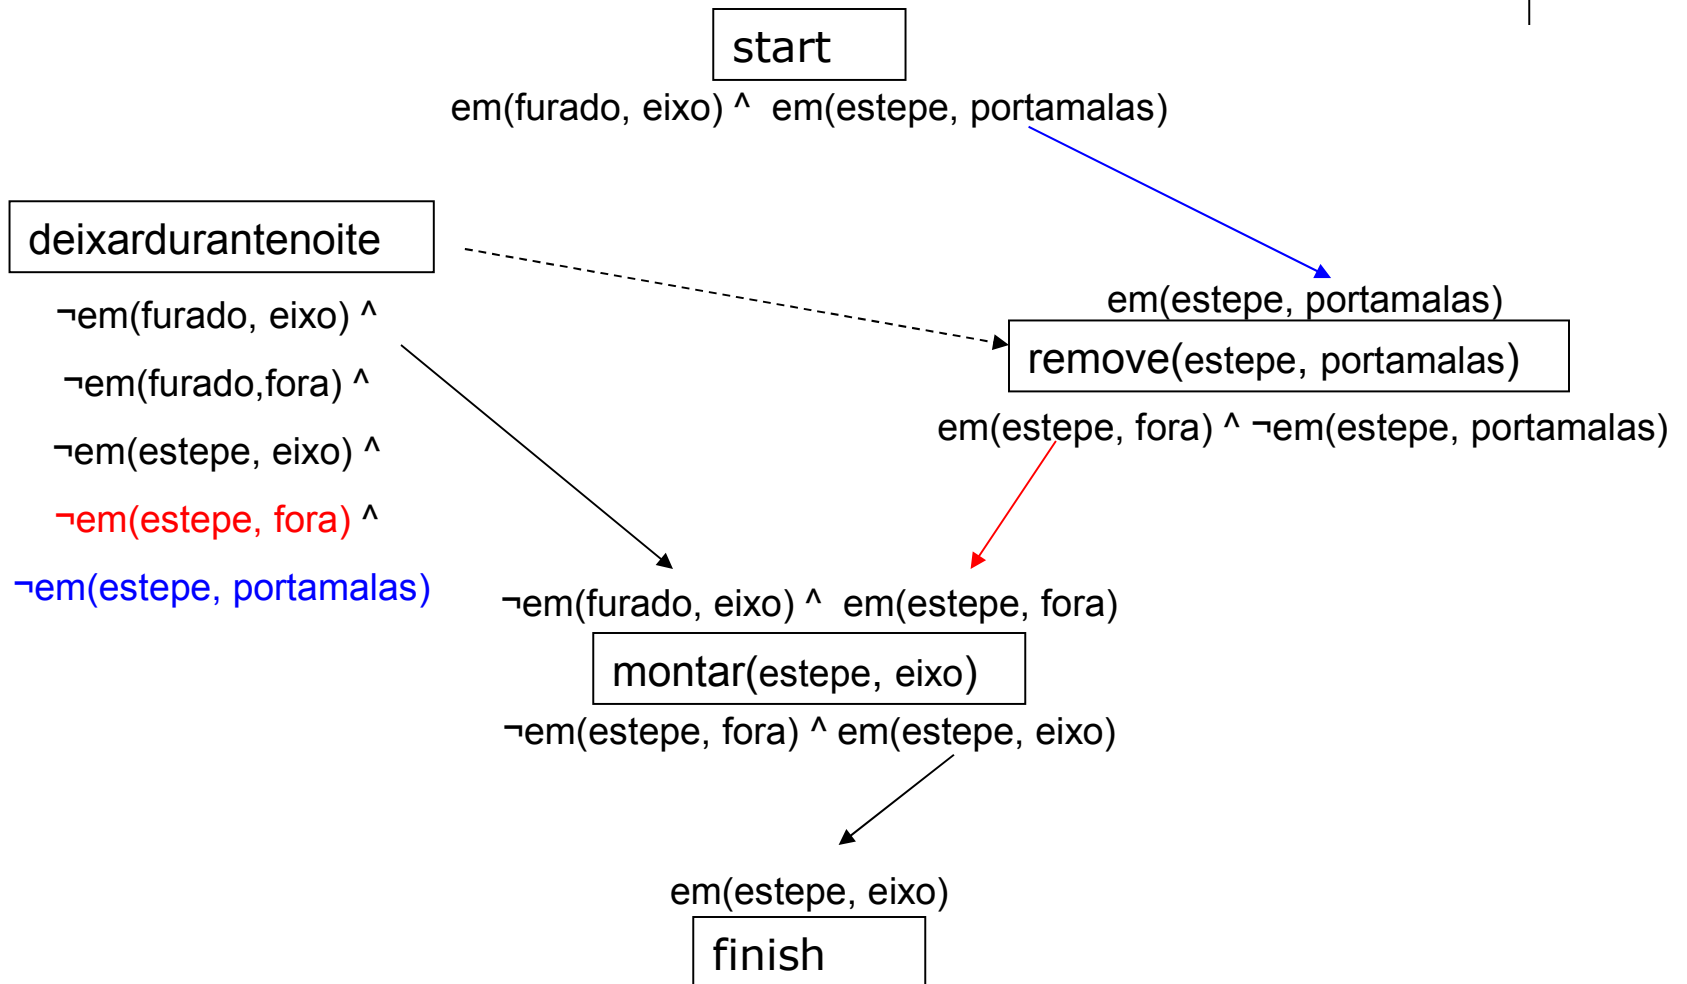 start
em(furado, eixo) ^ em(estepe, portamalas)
deixardurantenoite
¬em(furado, eixo) ^
¬em(furado,fora) ^
¬em(estepe, eixo) ^
¬em(estepe, fora) ^
¬em(estepe, portamalas)
em(estepe, portamalas)
remove(estepe, portamalas)
em(estepe, fora) ^ ¬em(estepe, portamalas)
¬em(furado, eixo) ^ em(estepe, fora)
montar(estepe, eixo)
¬em(estepe, fora) ^ em(estepe, eixo)
em(estepe, eixo)
finish